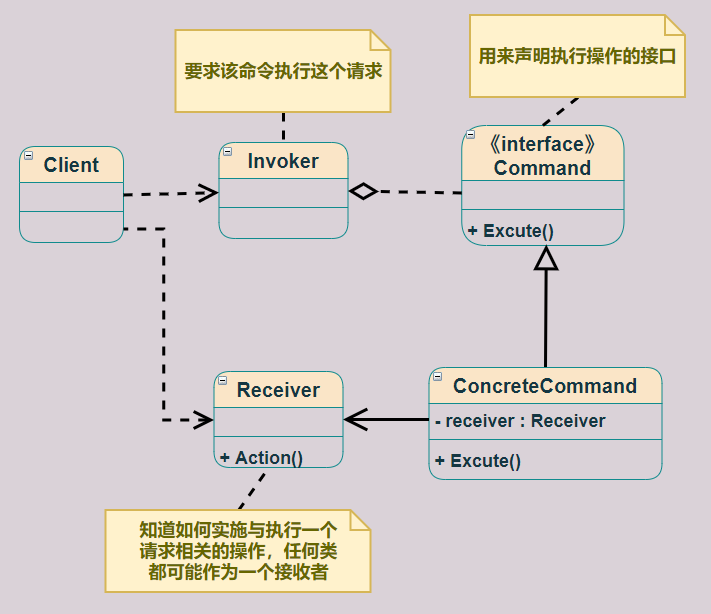 要求该命令执行这个请求
用来声明执行操作的接口
Client
Invoker
《interface》
Command
+ Excute()
Receiver
+ Action()
ConcreteCommand
- receiver : Receiver
+ Excute()
知道如何实施与执行一个
请求相关的操作，任何类
都可能作为一个接收者